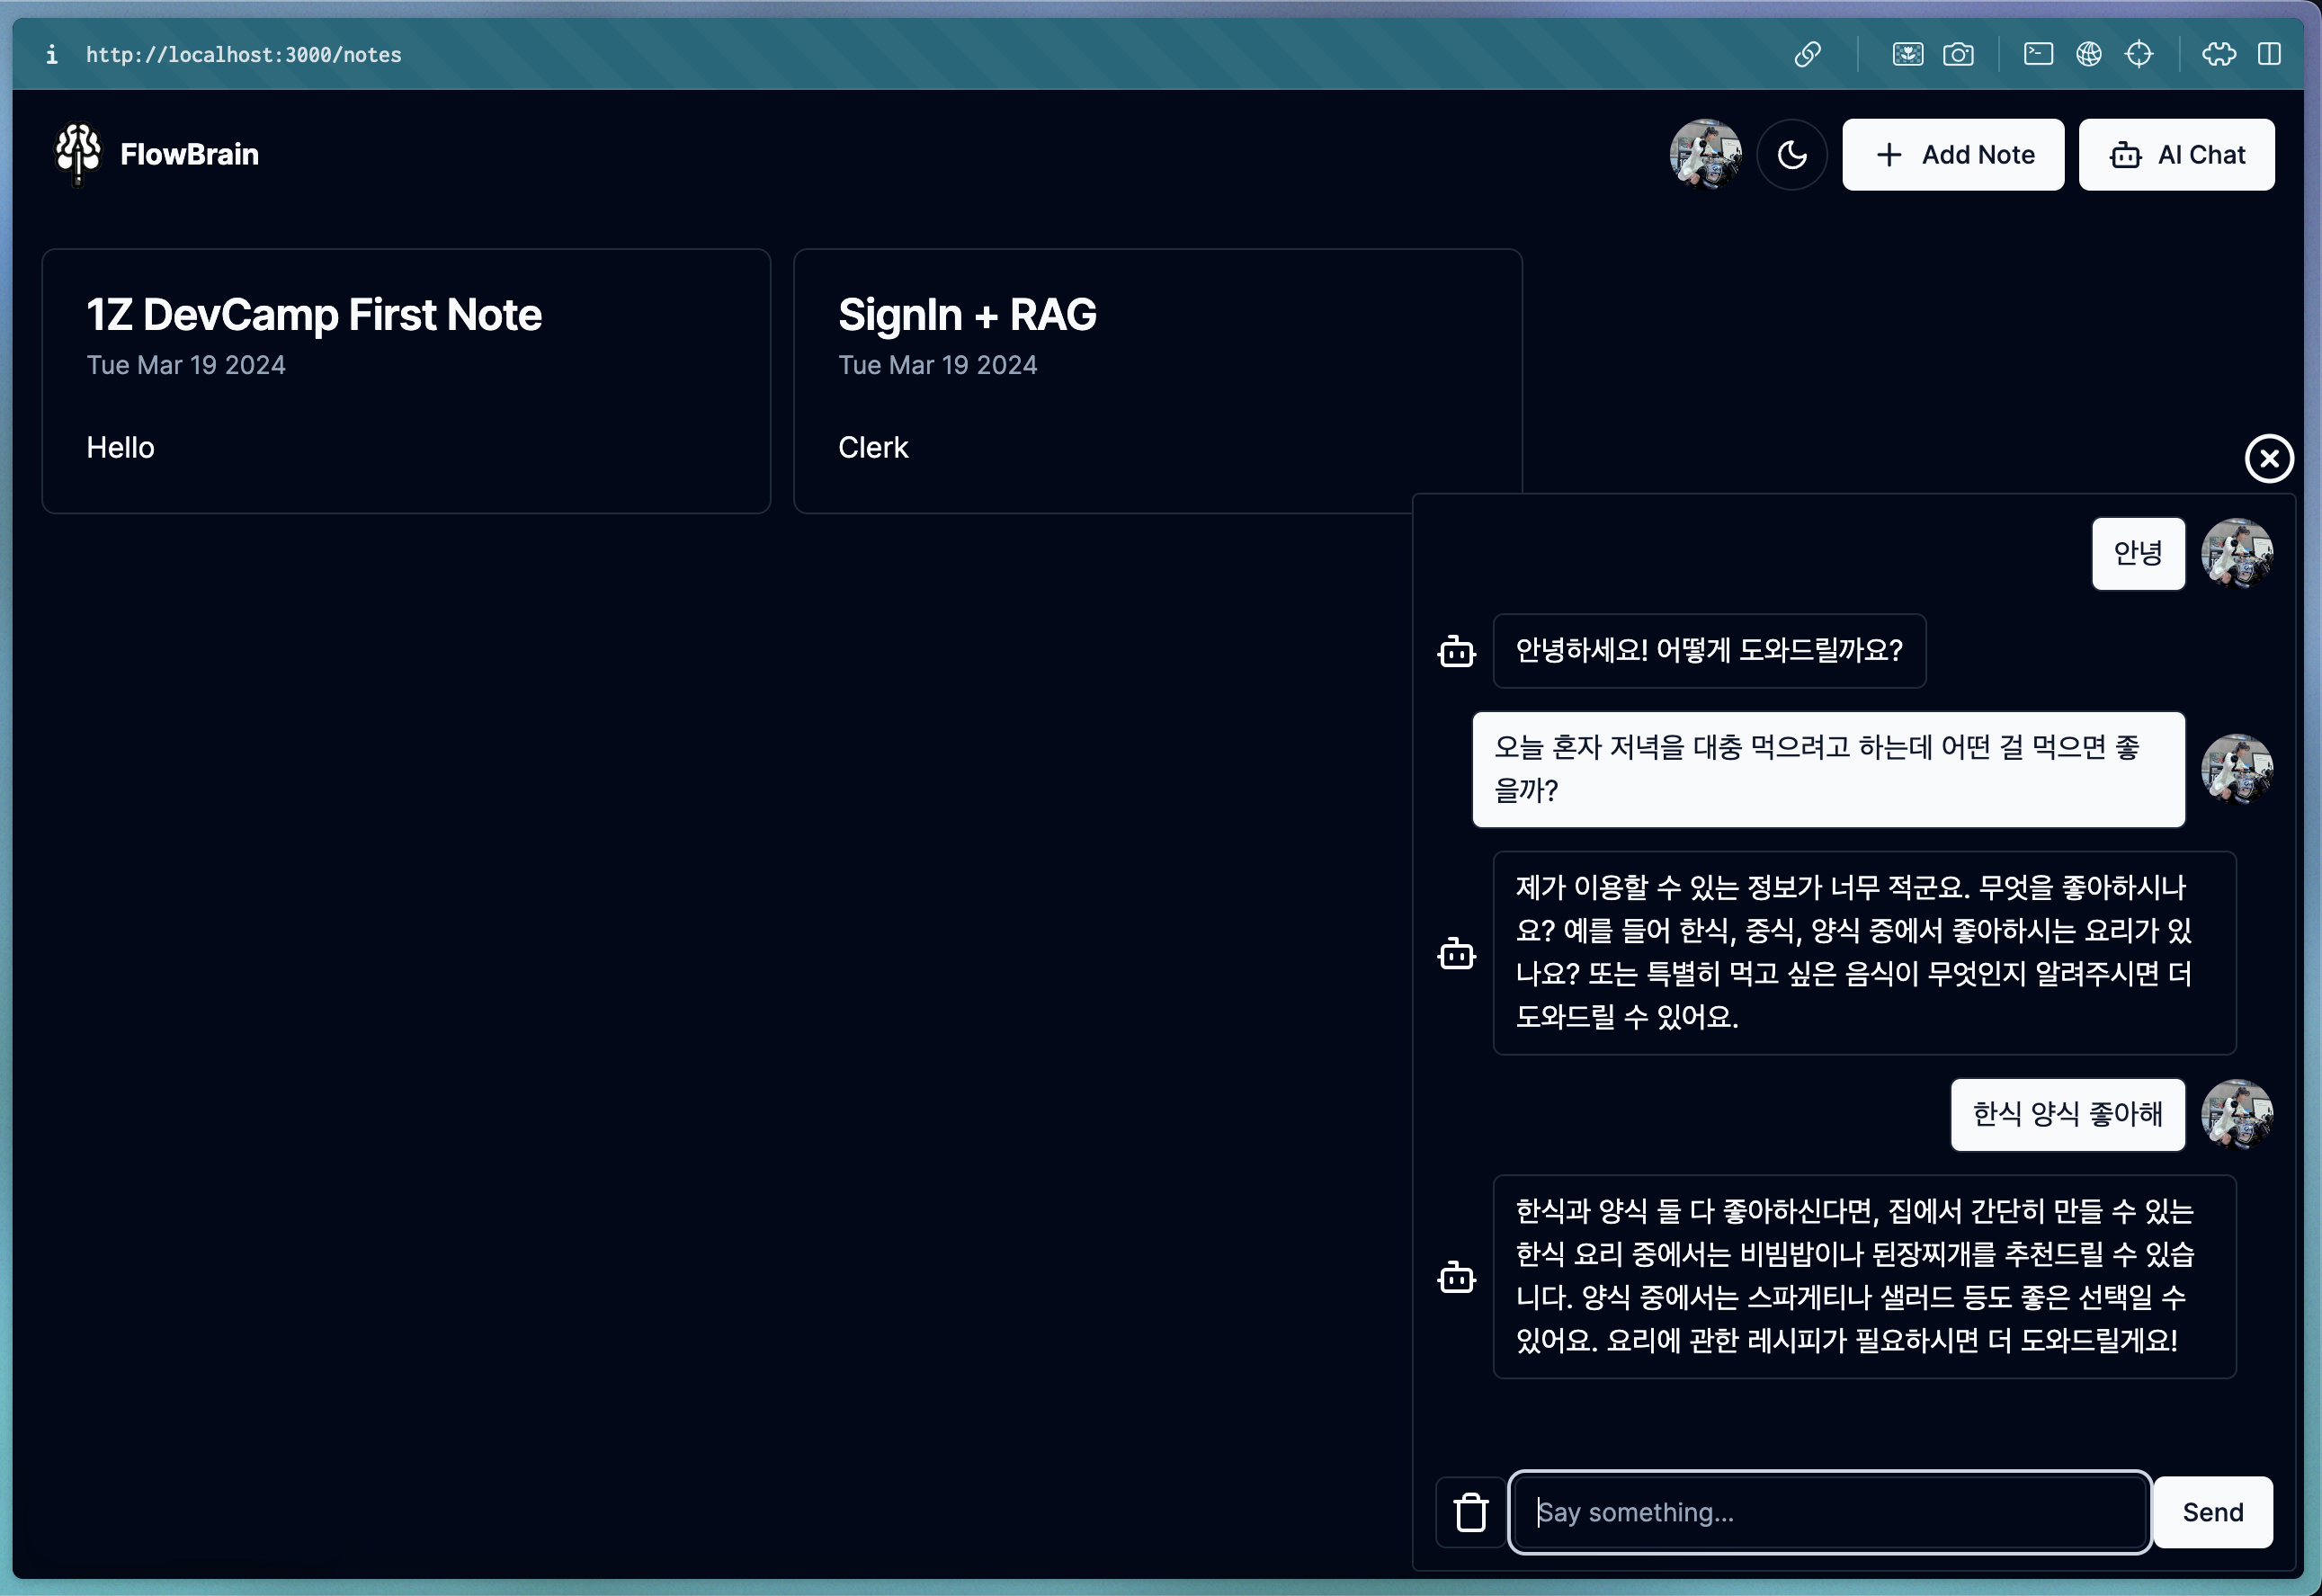 http://localhost:3000/notes
FlowBrain
Add Note
AI Chat
1Z DevCamp First Note
Tue Mar 19 2024
Hello
SignIn + RAG
Tue Mar 19 2024
Clerk
안녕
안녕하세요! 어떻게 도와드릴까요?
오늘 혼자 저녁을 대충 먹으려고 하는데 어떤 걸 먹으면 좋
을까?
제가 이용할 수 있는 정보가 너무 적군요. 무엇을 좋아하시나
요? 예를 들어 한식, 중식, 양식 중에서 좋아하시는 요리가 있
나요? 또는 특별히 먹고 싶은 음식이 무엇인지 알려주시면 더
도와드릴 수 있어요.
한식 양식 좋아해
한식과 양식 둘 다 좋아하신다면, 집에서 간단히 만들 수 있는
한식 요리 중에서는 비빔밥이나 된장찌개를 추천드릴 수 있습
니다. 양식 중에서는 스파게티나 샐러드 등도 좋은 선택일 수
있어요. 요리에 관한 레시피가 필요하시면 더 도와드릴게요!
Say something...
Send